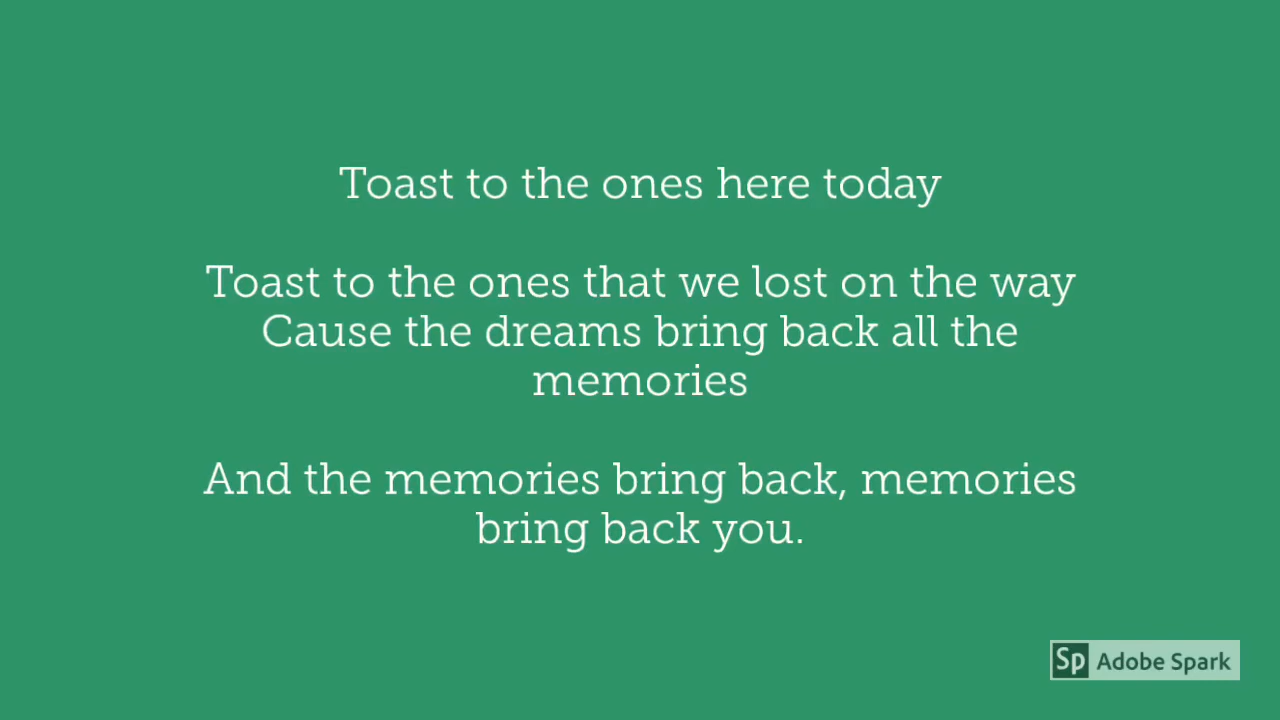 Toast to the ones here today
Toast to the ones that we lost on the way
Cause the dreams bring back all the
memories
And the memories bring back, memories
bring back you.
Sp Adobe Spark